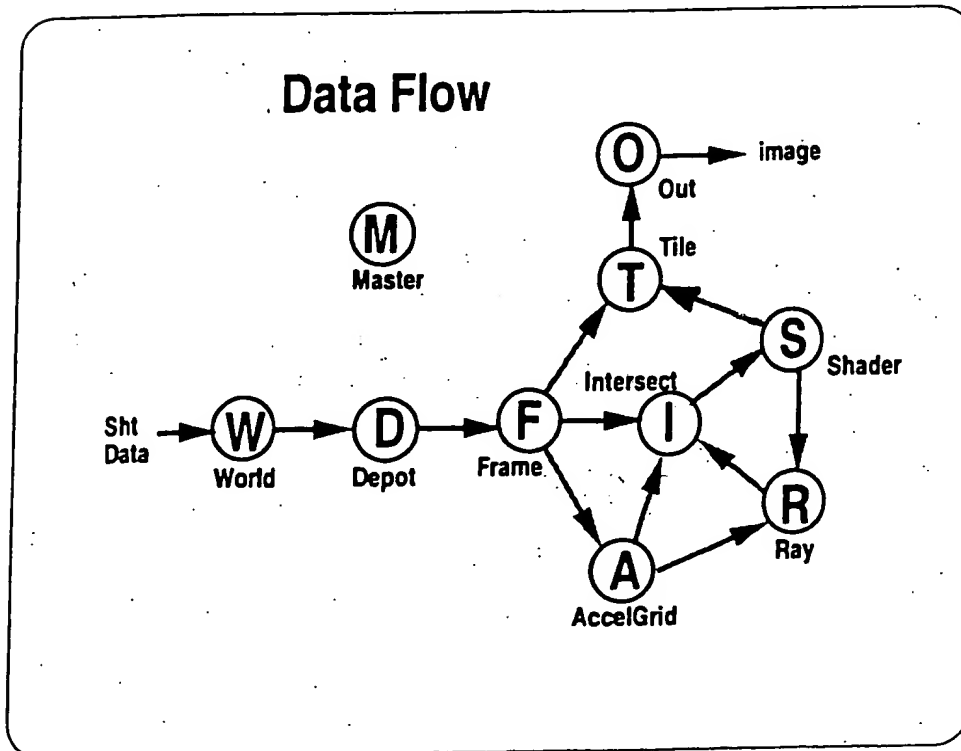 Data Flow
O
image
Out
M
Master
Tile
T
S
Shader
Intersect
Sht
Data
W
World
D
Depot
F
Frame
I
R
Ray
A
AccelGrid